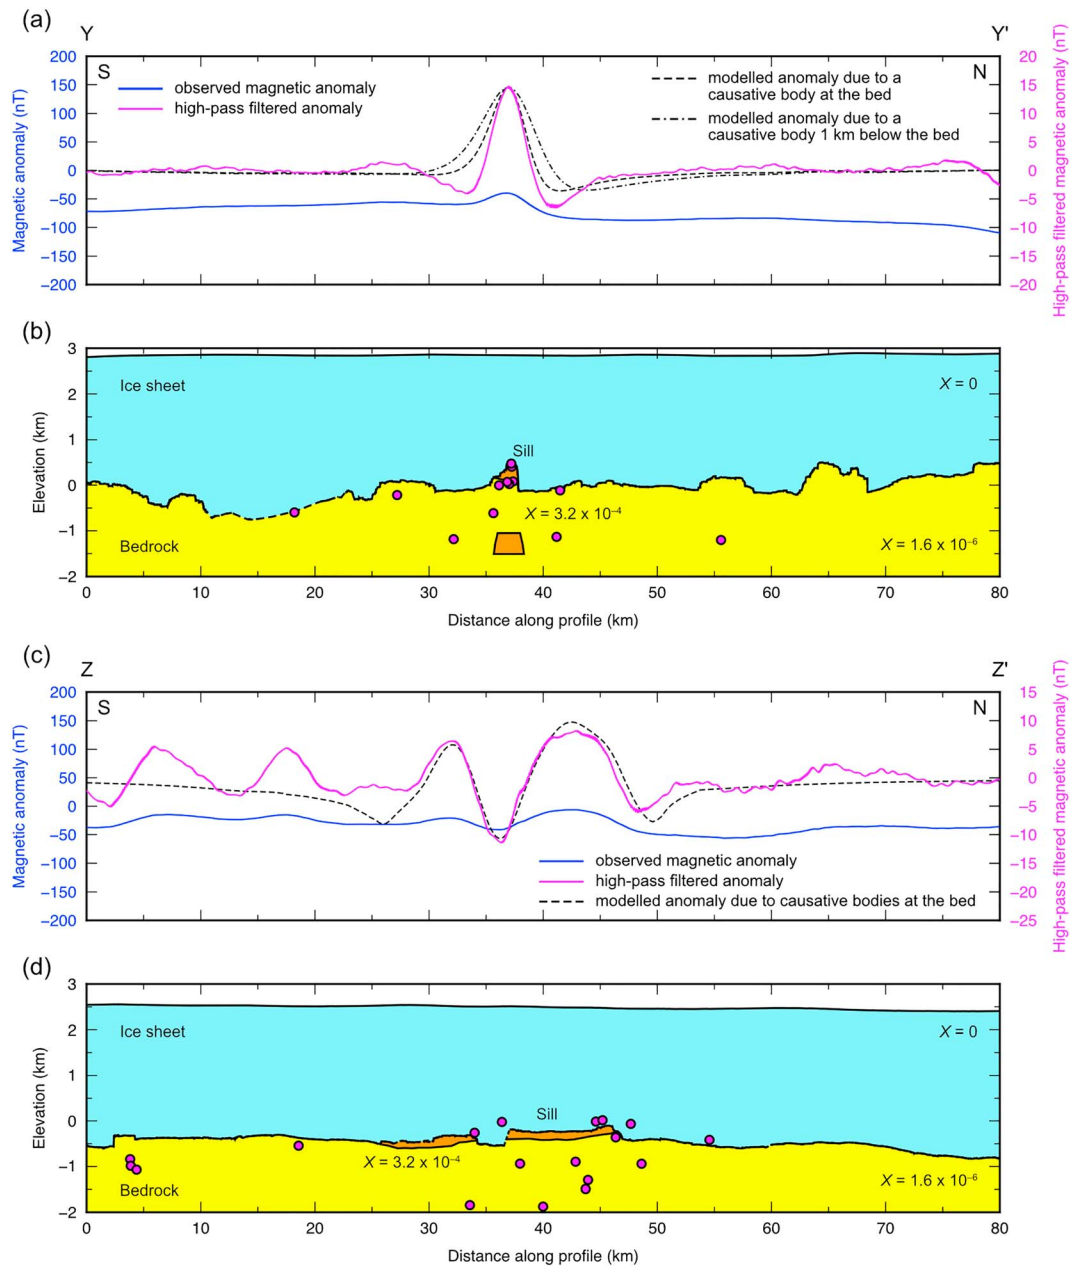 (a)
Y
Y'
S
N
observed magnetic anomaly
high-pass filtered anomaly
modelled anomaly due to a
causative body at the bed
modelled anomaly due to a
causative body 1 km below the bed
Magnetic anomaly (nT)
200
150
100
50
0
−50
−100
−150
−200
High-pass filtered magnetic anomaly (nT)
20
15
10
5
0
−5
−10
−15
−20
(b)
Elevation (km)
3
2
1
0
−1
−2
Ice sheet
X = 0
Sill
X = 3.2 x 10⁻⁴
Bedrock
X = 1.6 x 10⁻⁶
0 10 20 30 40 50 60 70 80
Distance along profile (km)
(c)
Z
Z'
S
N
Magnetic anomaly (nT)
200
150
100
50
0
−50
−100
−150
−200
High-pass filtered magnetic anomaly (nT)
15
10
5
0
−5
−10
−15
−20
−25
observed magnetic anomaly
high-pass filtered anomaly
modelled anomaly due to causative bodies at the bed
(d)
Elevation (km)
3
2
1
0
−1
−2
Ice sheet
X = 0
Sill
X = 3.2 x 10⁻⁴
Bedrock
X = 1.6 x 10⁻⁶
0 10 20 30 40 50 60 70 80
Distance along profile (km)